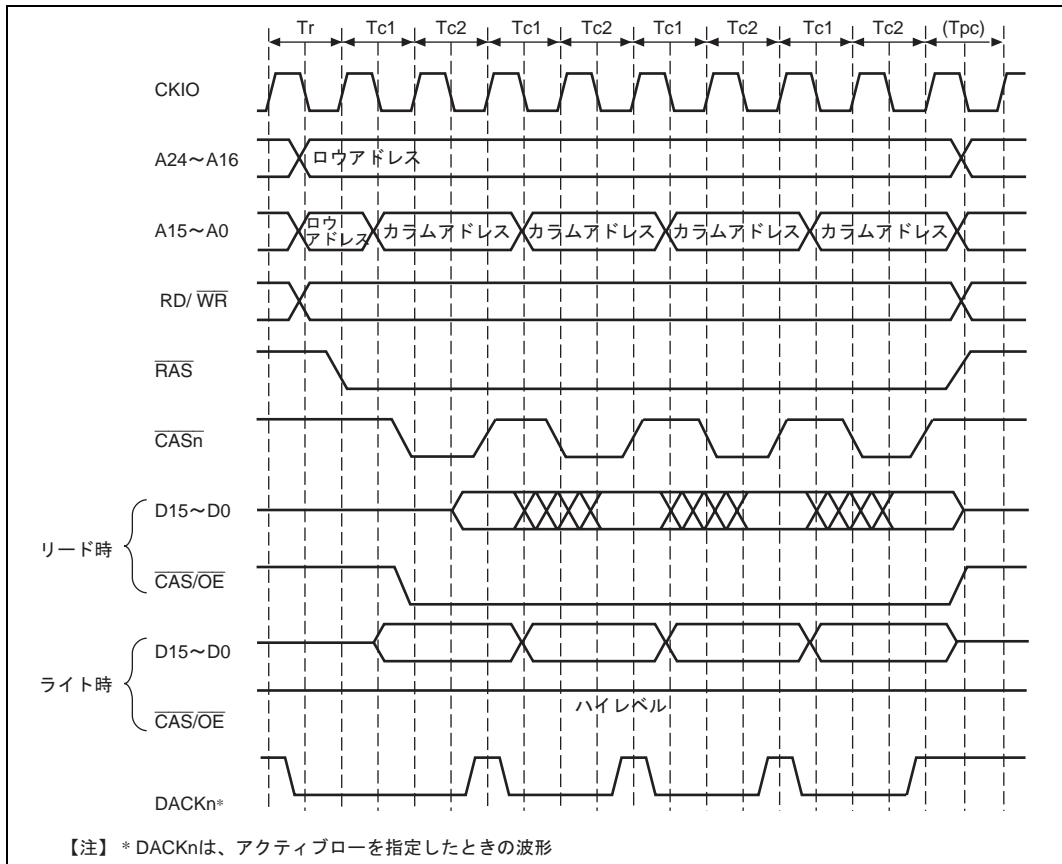 Tr Tc1 Tc2 Tc1 Tc2 Tc1 Tc2 Tc1 Tc2 (Tpc)
CKIO
A24〜A16 ロウアドレス
A15〜A0 ロウ
アドレス カラムアドレス カラムアドレス カラムアドレス カラムアドレス
RD/ WR
RAS
CASn
リード時
D15〜D0
CAS/OE
ライト時
D15〜D0
ハイレベル
CAS/OE
DACKn*
【注】 * DACKnは、アクティブローを指定したときの波形